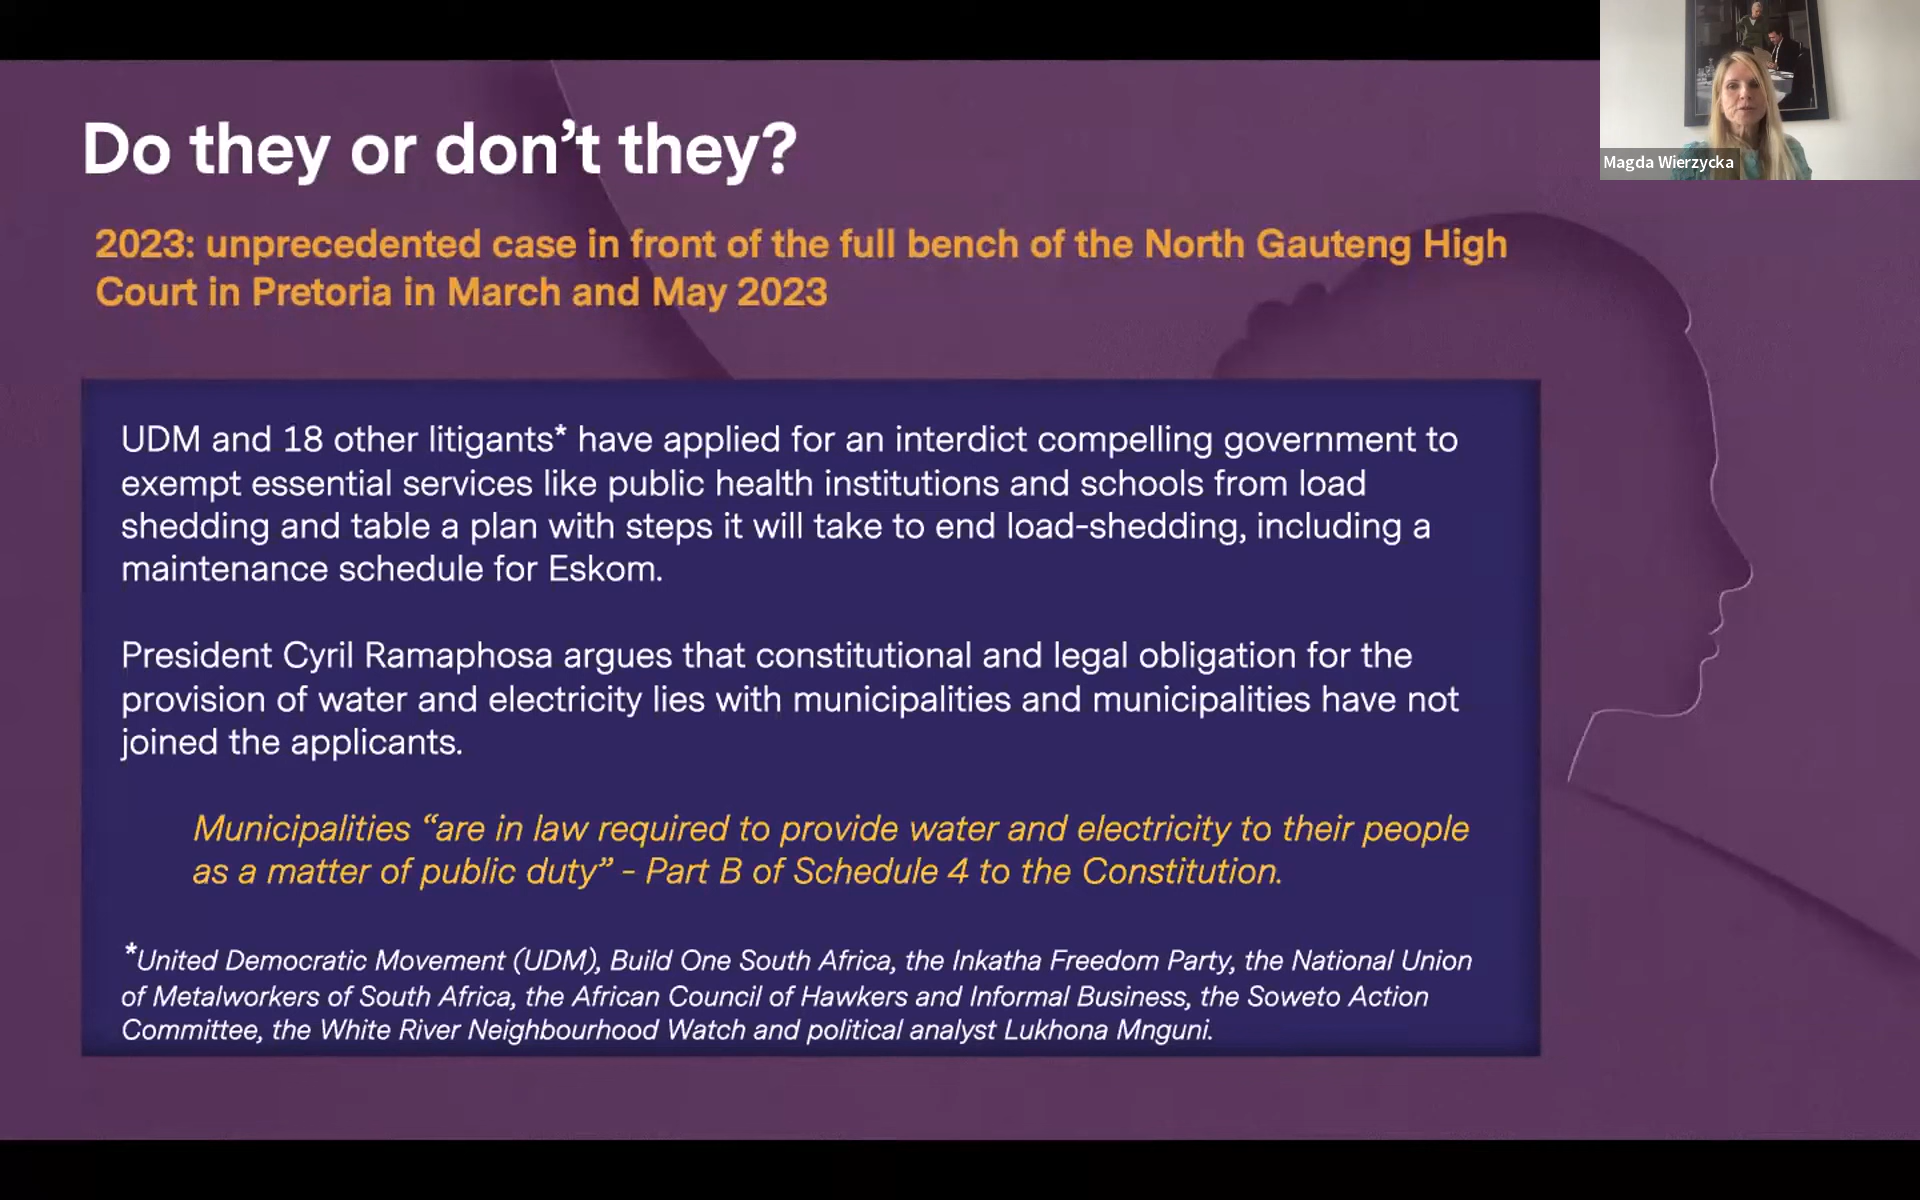 Do they or don’t they?
Magda Wierzycka
2023: unprecedented case in front of the full bench of the North Gauteng High
Court in Pretoria in March and May 2023
UDM and 18 other litigants* have applied for an interdict compelling government to
exempt essential services like public health institutions and schools from load
shedding and table a plan with steps it will take to end load-shedding, including a
maintenance schedule for Eskom.
President Cyril Ramaphosa argues that constitutional and legal obligation for the
provision of water and electricity lies with municipalities and municipalities have not
joined the applicants.
Municipalities “are in law required to provide water and electricity to their people
as a matter of public duty” - Part B of Schedule 4 to the Constitution.
*United Democratic Movement (UDM), Build One South Africa, the Inkatha Freedom Party, the National Union
of Metalworkers of South Africa, the African Council of Hawkers and Informal Business, the Soweto Action
Committee, the White River Neighbourhood Watch and political analyst Lukhona Mnguni.